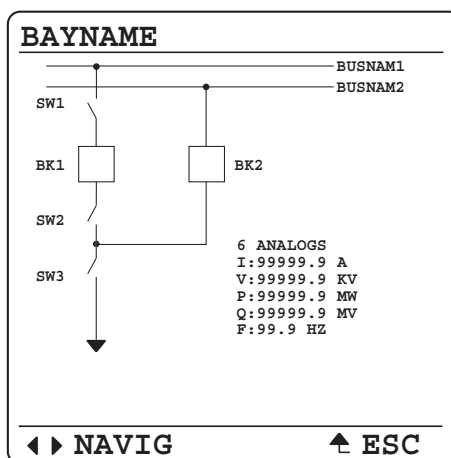 BAYNAME
BUSNAM1
BUSNAM2
SW1
BK1
BK2
SW2
SW3
6 ANALOGS
I:99999.9 A
V:99999.9 KV
P:99999.9 MW
Q:99999.9 MV
F:99.9 HZ
NAVIG
ESC